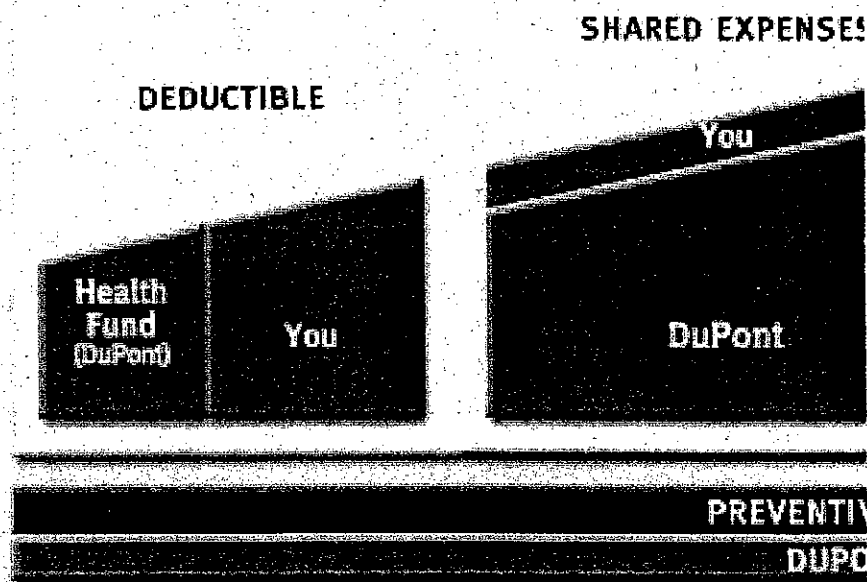 SHARED EXPENSES
DEDUCTIBLE
You
Health
Fund
(DuPont)
You
DuPont
PREVENTIV
DUPO